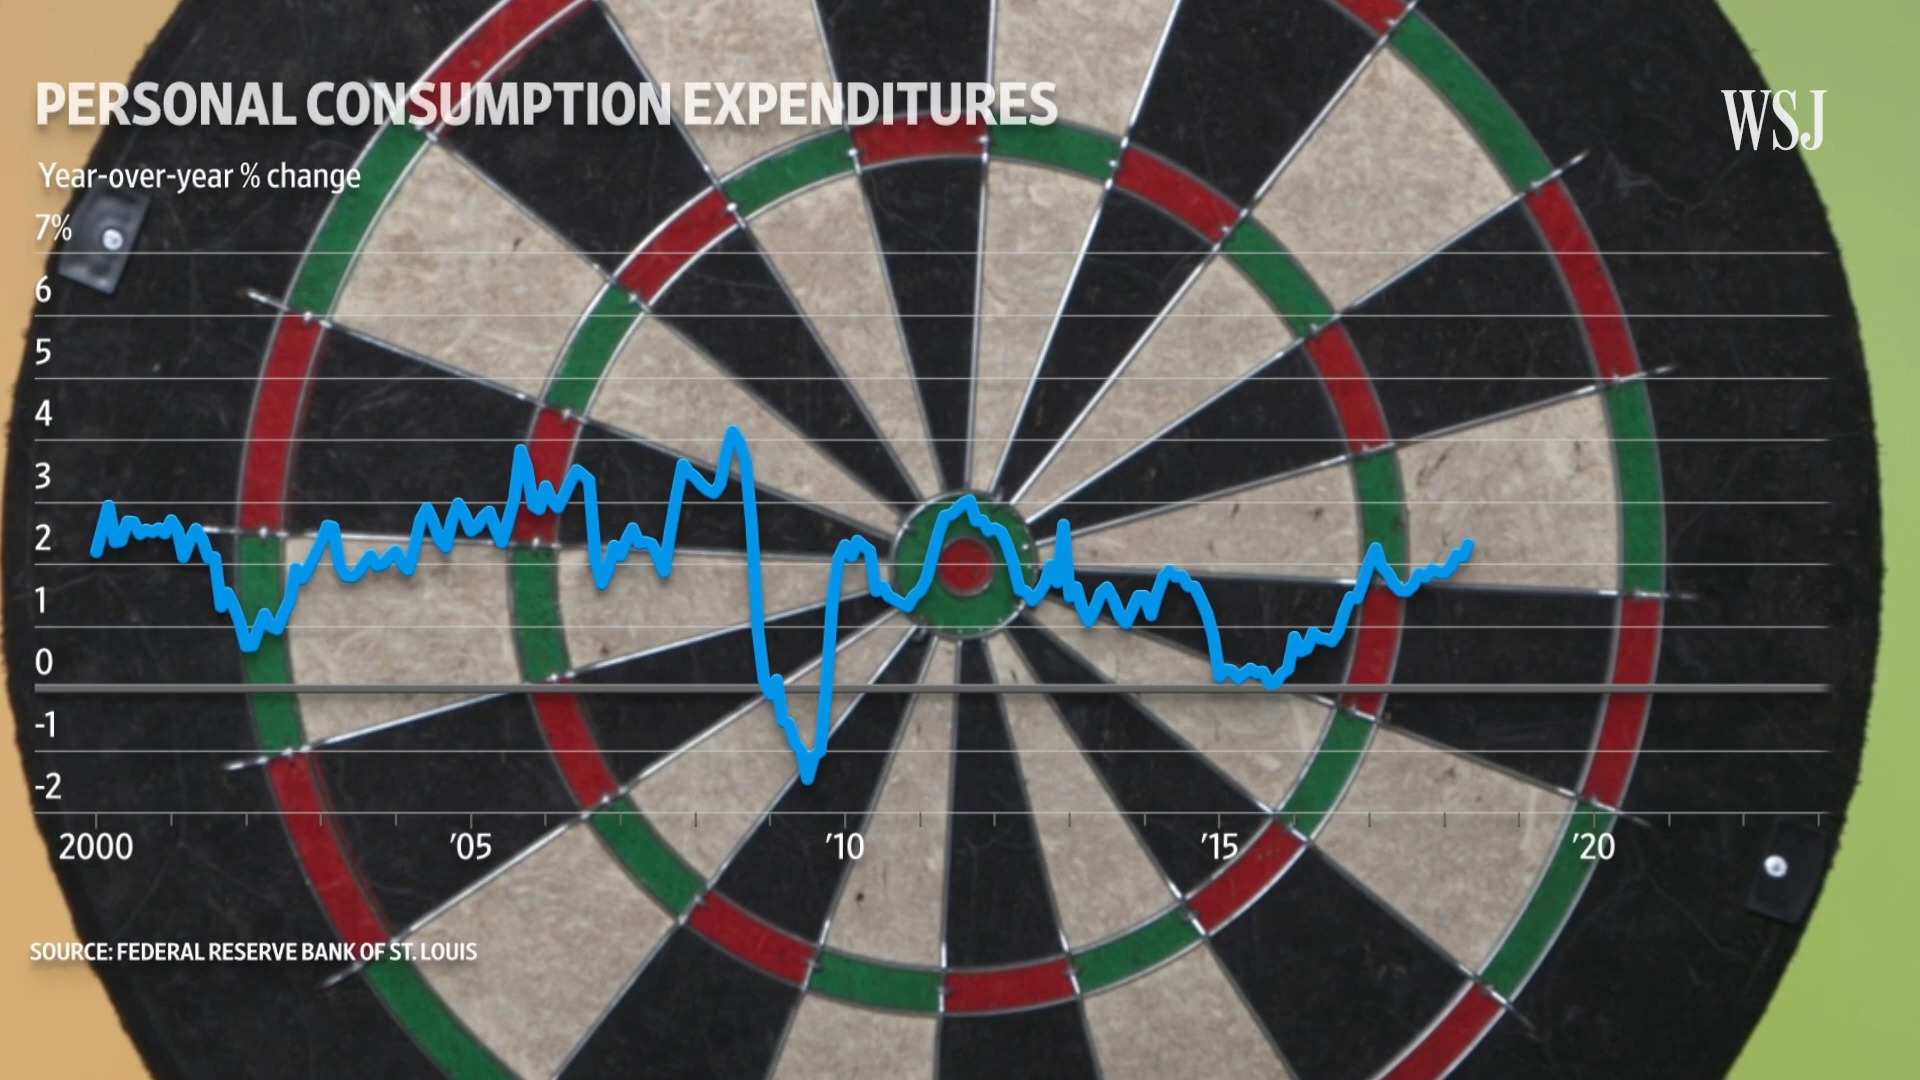 PERSONAL CONSUMPTION EXPENDITURES
WSJ
Year-over-year % change
7%
6
5
4
3
2
1
0
-1
-2
2000 '05 '10 '15 '20
SOURCE: FEDERAL RESERVE BANK OF ST. LOUIS